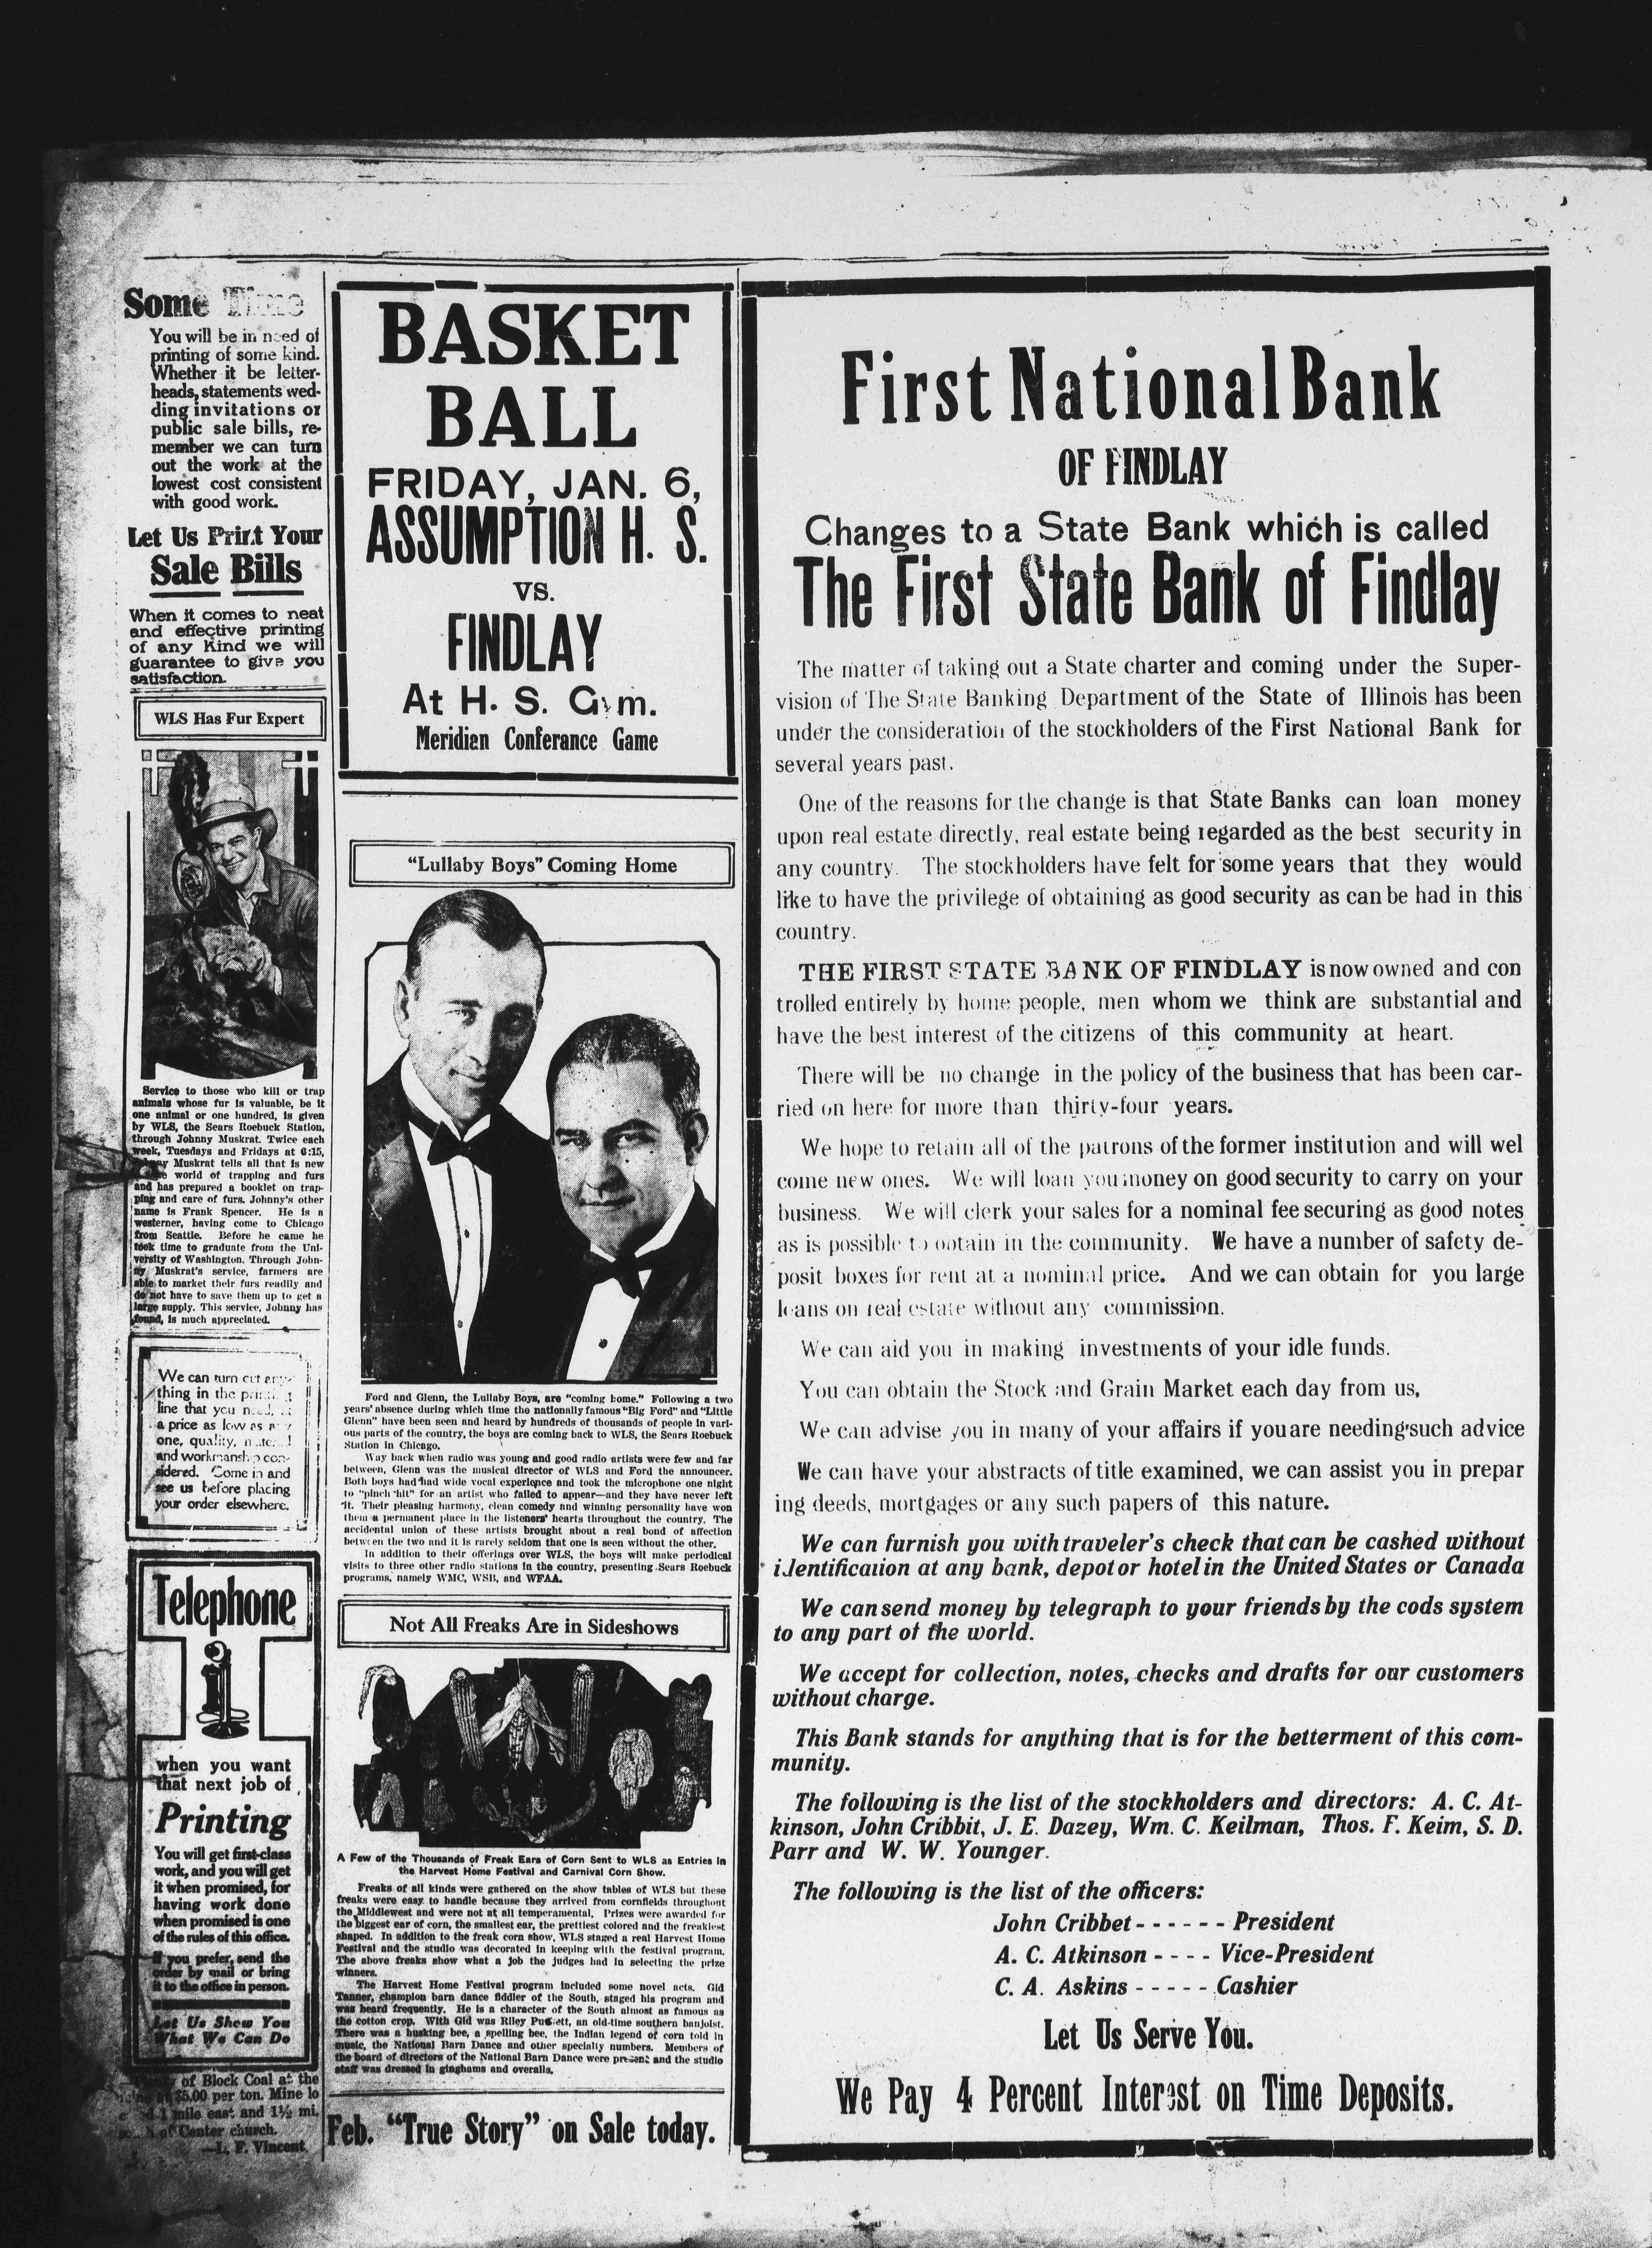 Some Time
You will be in need of
printing of some kind.
Whether it be letter-
heads, statements wed-
ding invitations or
public sale bills, re-
member we can turn
out the work at the
lowest cost consistent
with good work.
Let Us Print Your
Sale Bills
When it comes to neat
and effective printing
of any Kind we will
guarantee to give you
satisfaction.
WLS Has Fur Expert
Service to those who kill or trap
animals whose fur is valuable, be it
one animal or one hundred, is given
by WLS, the Sears Roebuck Station,
through Johnny Muskrat. Twice each
week, Tuesdays and Fridays at 6:15,
Muskrat tells all that is new
world of trapping and furs
and has prepared a booklet on trap-
ping and care of furs. Johnny's other
name is Frank Spencer. He is a
westerner, having come to Chicago
from Seattle. Before he came he
took time to graduate from the Uni-
versity of Washington. Through John-
ny Muskrat's service, farmers are
able to market their furs readily and
do not have to save them up to get a
large supply. This service, Johnny has
found, is much appreciated.
We can turn out any-
thing in the
line that you
a price as low as any
one, quality,
and workmanship con-
sidered. Come in and
see us before placing
your order elsewhere.
Telephone
when you want
that next job of
Printing
You will get first-class
work, and you will get
it when promised, for
having work done
when promised is one
of the rules of this office.
If you prefer, send the
order by mail or bring
it to the office in person.
Let Us Show You
What We Can Do
of Block Coal at the
$5.00 per ton. Mine lo
1 mile east and 1½ mi.
of Center church.
—L. F. Vincent.
BASKET
BALL
FRIDAY, JAN. 6,
ASSUMPTION H. S.
VS.
FINDLAY
At H. S. Gym.
Meridian Conferance Game
"Lullaby Boys" Coming Home
Ford and Glenn, the Lullaby Boys, are "coming home." Following a two
years' absence during which time the nationally famous "Big Ford" and "Little
Glenn" have been seen and heard by hundreds of thousands of people in vari-
ous parts of the country, the boys are coming back to WLS, the Sears Roebuck
Station in Chicago.
Way back when radio was young and good radio artists were few and far
between, Glenn was the musical director of WLS and Ford the announcer.
Both boys had had wide vocal experience and took the microphone one night
to "pinch hit" for an artist who failed to appear—and they have never left
it. Their pleasing harmony, clean comedy and winning personality have won
them a permanent place in the listeners' hearts throughout the country. The
accidental union of these artists brought about a real bond of affection
between the two and it is rarely seldom that one is seen without the other.
In addition to their offerings over WLS, the boys will make periodical
visits to three other radio stations in the country, presenting Sears Roebuck
programs, namely WMC, WSB, and WFAA.
Not All Freaks Are in Sideshows
A Few of the Thousands of Freak Ears of Corn Sent to WLS as Entries in
the Harvest Home Festival and Carnival Corn Show.
Freaks of all kinds were gathered on the show tables of WLS but these
freaks were easy to handle because they arrived from cornfields throughout
the Middlewest and were not at all temperamental. Prizes were awarded for
the biggest ear of corn, the smallest ear, the prettiest colored and the freakiest
shaped. In addition to the freak corn show, WLS staged a real Harvest Home
Festival and the studio was decorated in keeping with the festival program.
The above freaks show what a job the judges had in selecting the prize
winners.
The Harvest Home Festival program included some novel acts. Gid
Tanner, champion barn dance fiddler of the South, staged his program and
was heard frequently. He is a character of the South almost as famous as
the cotton crop. With Gid was Riley Puckett, an old-time southern banjoist.
There was a husking bee, a spelling bee, the Indian legend of corn told in
music, the National Barn Dance and other specialty numbers. Members of
the board of directors of the National Barn Dance were present and the studio
staff was dressed in ginghams and overalls.
Feb. "True Story" on Sale today.
First National Bank
OF FINDLAY
Changes to a State Bank which is called
The First State Bank of Findlay
The matter of taking out a State charter and coming under the Super-
vision of The State Banking Department of the State of Illinois has been
under the consideration of the stockholders of the First National Bank for
several years past.
One of the reasons for the change is that State Banks can loan money
upon real estate directly, real estate being regarded as the best security in
any country. The stockholders have felt for some years that they would
like to have the privilege of obtaining as good security as can be had in this
country.
THE FIRST STATE BANK OF FINDLAY is now owned and con
trolled entirely by home people, men whom we think are substantial and
have the best interest of the citizens of this community at heart.
There will be no change in the policy of the business that has been car-
ried on here for more than thirty-four years.
We hope to retain all of the patrons of the former institution and will wel
come new ones. We will loan you money on good security to carry on your
business. We will clerk your sales for a nominal fee securing as good notes
as is possible to obtain in the community. We have a number of safety de-
posit boxes for rent at a nominal price. And we can obtain for you large
loans on real estate without any commission.
We can aid you in making investments of your idle funds.
You can obtain the Stock and Grain Market each day from us,
We can advise you in many of your affairs if you are needing such advice
We can have your abstracts of title examined, we can assist you in prepar
ing deeds, mortgages or any such papers of this nature.
We can furnish you with traveler's check that can be cashed without
identification at any bank, depot or hotel in the United States or Canada
We can send money by telegraph to your friends by the cods system
to any part of the world.
We accept for collection, notes, checks and drafts for our customers
without charge.
This Bank stands for anything that is for the betterment of this com-
munity.
The following is the list of the stockholders and directors: A. C. At-
kinson, John Cribbit, J. E. Dazey, Wm. C. Keilman, Thos. F. Keim, S. D.
Parr and W. W. Younger.
The following is the list of the officers:
John Cribbet - - - - - - President
A. C. Atkinson - - - - Vice-President
C. A. Askins - - - - - Cashier
Let Us Serve You.
We Pay 4 Percent Interest on Time Deposits.